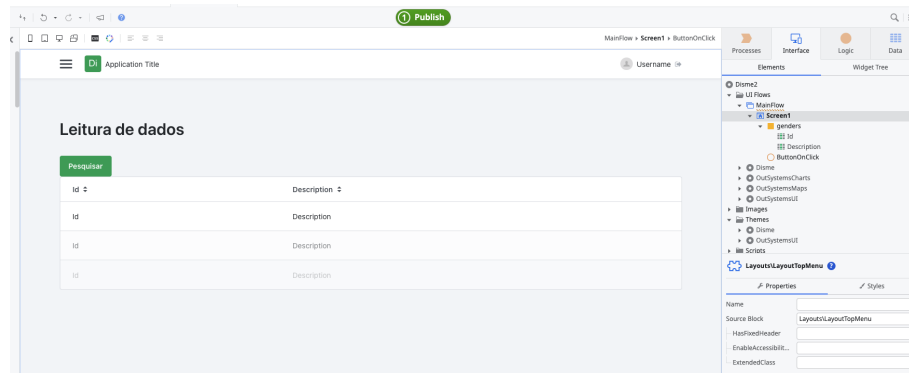 1 Publish
MainFlow ▸ Screen1 ▸ ButtonOnClick
Processes Interface Logic Data
Di Application Title Username
Elements Widget Tree
Disme2
UI Flows
MainFlow
Screen1
genders
Id
Description
ButtonOnClick
Disme
OutSystemsCharts
OutSystemsMaps
OutSystemsUI
Images
Themes
Disme
OutSystemsUI
Scripts
Leitura de dados
Pesquisar
Id Description
Id Description
Id Description
Id Description
Layouts\LayoutTopMenu ?
Properties Styles
Name
Source Block Layouts\LayoutTopMenu
HasFixedHeader
EnableAccessibilit...
ExtendedClass